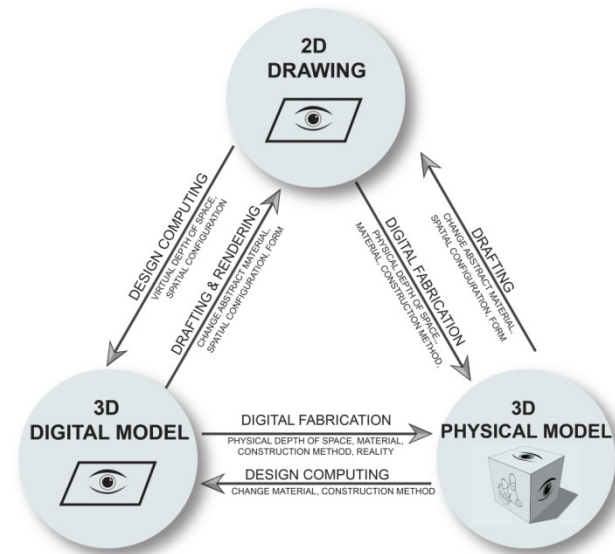 2D
DRAWING
DESIGN COMPUTING
VIRTUAL DEPTH OF SPACE,
SPATIAL CONFIGURATION
DRAFTING & RENDERING
CHANGE ABSTRACT MATERIAL,
SPATIAL CONFIGURATION, FORM
DIGITAL FABRICATION
PHYSICAL DEPTH OF SPACE,,
MATERIAL, CONSTRUCTION METHOD,
DRAFTING
CHANGE ABSTRACT MATERIAL,
SPATIAL CONFIGURATION, FORM
3D
DIGITAL MODEL
DIGITAL FABRICATION
PHYSICAL DEPTH OF SPACE, MATERIAL,
CONSTRUCTION METHOD, REALITY
DESIGN COMPUTING
CHANGE MATERIAL, CONSTRUCTION METHOD
3D
PHYSICAL MODEL